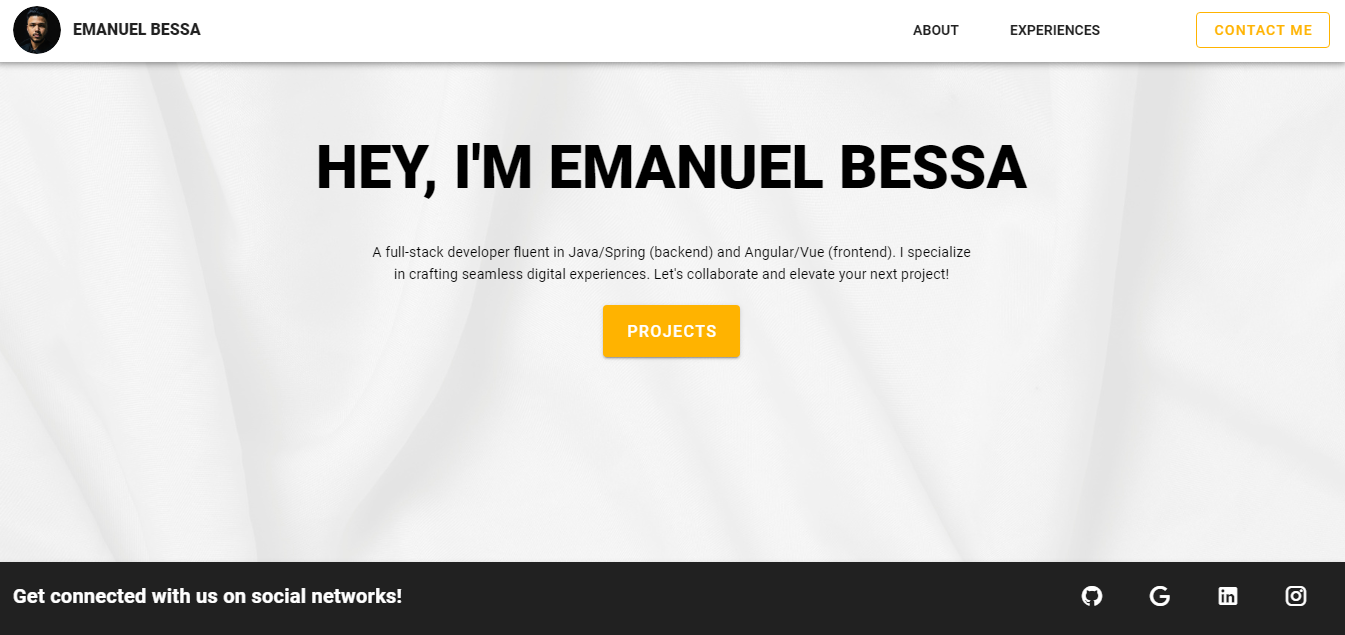 EMANUEL BESSA
ABOUT
EXPERIENCES
CONTACT ME
HEY, I'M EMANUEL BESSA
A full-stack developer fluent in Java/Spring (backend) and Angular/Vue (frontend). I specialize
in crafting seamless digital experiences. Let's collaborate and elevate your next project!
PROJECTS
Get connected with us on social networks!